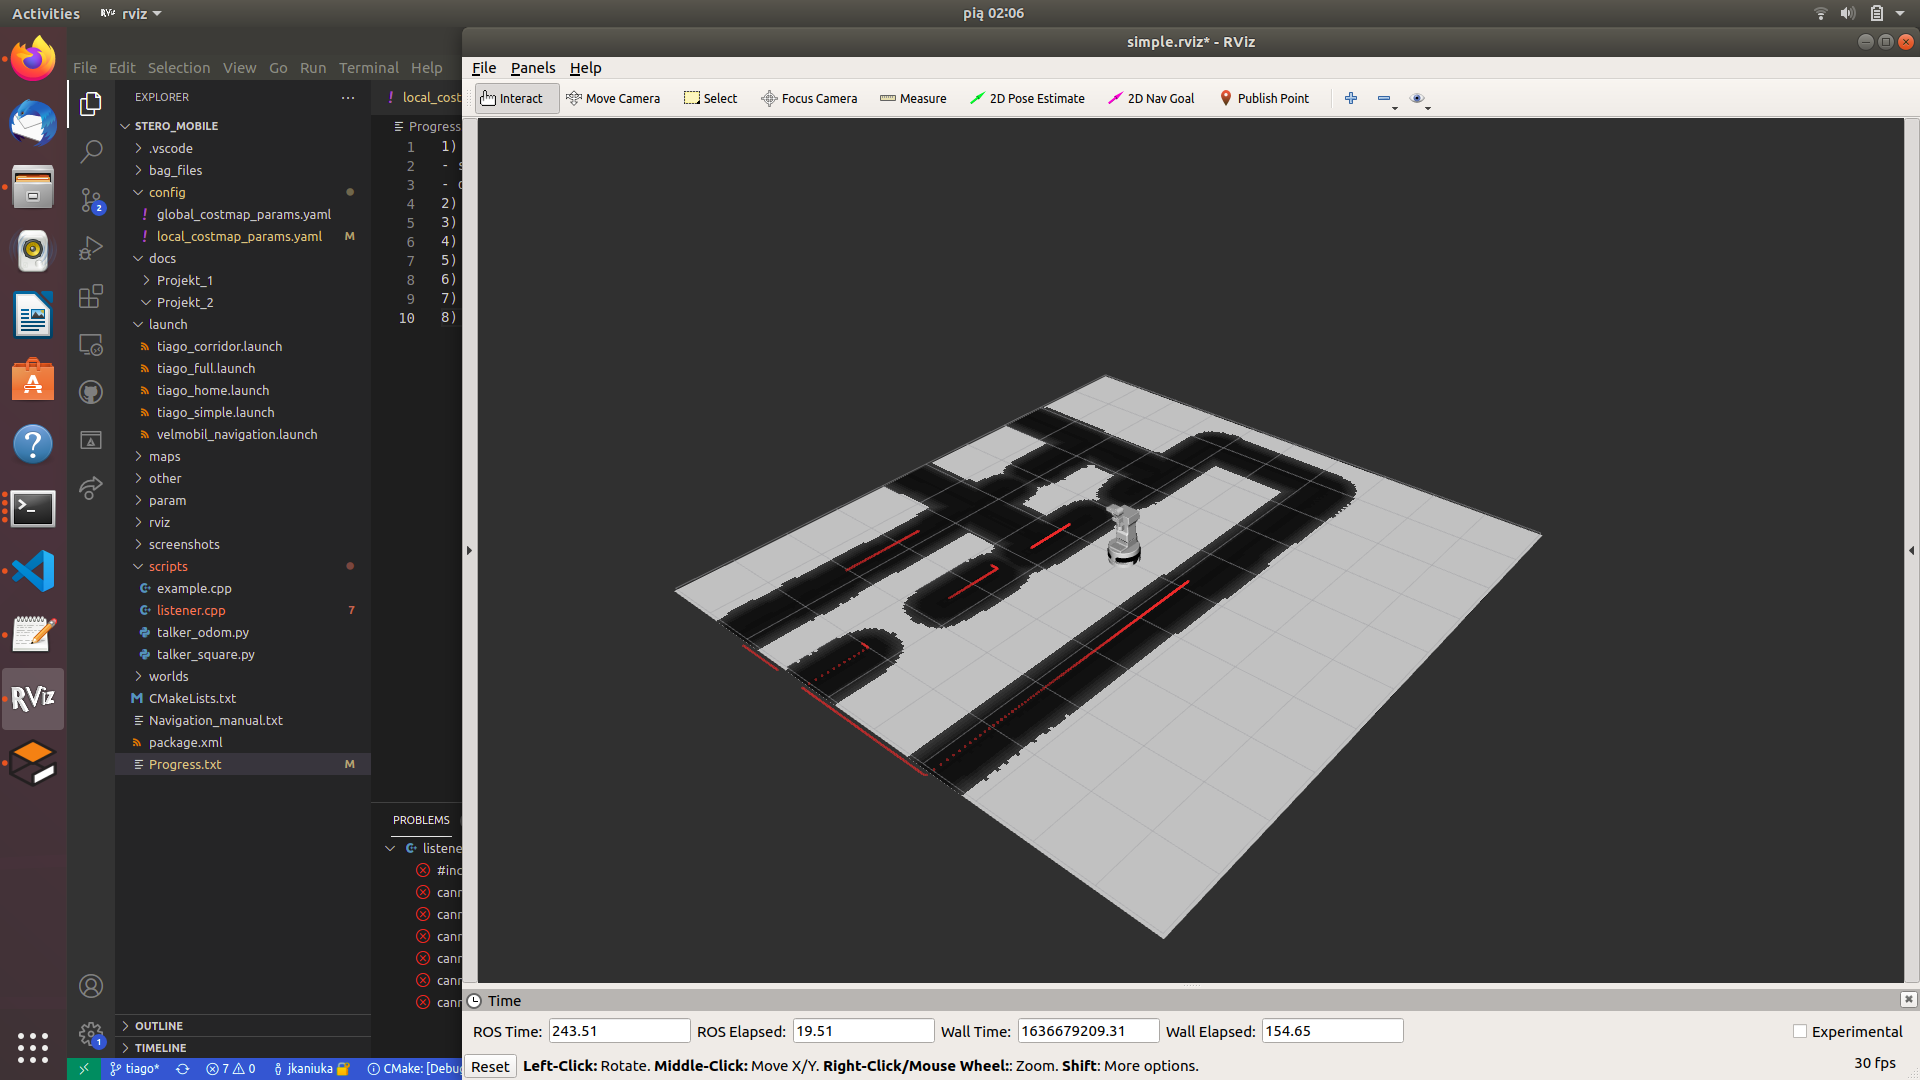 Activities
RViz rviz
pią 02:06
File Edit Selection View Go Run Terminal Help
simple.rviz* - RViz
File Panels Help
Interact Move Camera Select Focus Camera Measure 2D Pose Estimate 2D Nav Goal Publish Point
EXPLORER ...
STERO_MOBILE
.vscode
bag_files
config
! global_costmap_params.yaml
! local_costmap_params.yaml M
docs
Projekt_1
Projekt_2
launch
tiago_corridor.launch
tiago_full.launch
tiago_home.launch
tiago_simple.launch
velmobil_navigation.launch
maps
other
param
rviz
screenshots
scripts
example.cpp
listener.cpp 7
talker_odom.py
talker_square.py
worlds
M CMakeLists.txt
Navigation_manual.txt
package.xml
Progress.txt M
OUTLINE
TIMELINE
2
1
RViz
! local_cost
Progress
1 1)
2 - s
3 -
4 2)
5 3)
6 4)
7 5)
8 6)
9 7)
10 8)
PROBLEMS
listene
#inc
canr
canr
canr
canr
canr
canr
tiago* 7 0 jkaniuka CMake: [Debug
Time
ROS Time: 243.51 ROS Elapsed: 19.51 Wall Time: 1636679209.31 Wall Elapsed: 154.65 Experimental
Reset Left-Click: Rotate. Middle-Click: Move X/Y. Right-Click/Mouse Wheel:: Zoom. Shift: More options. 30 fps